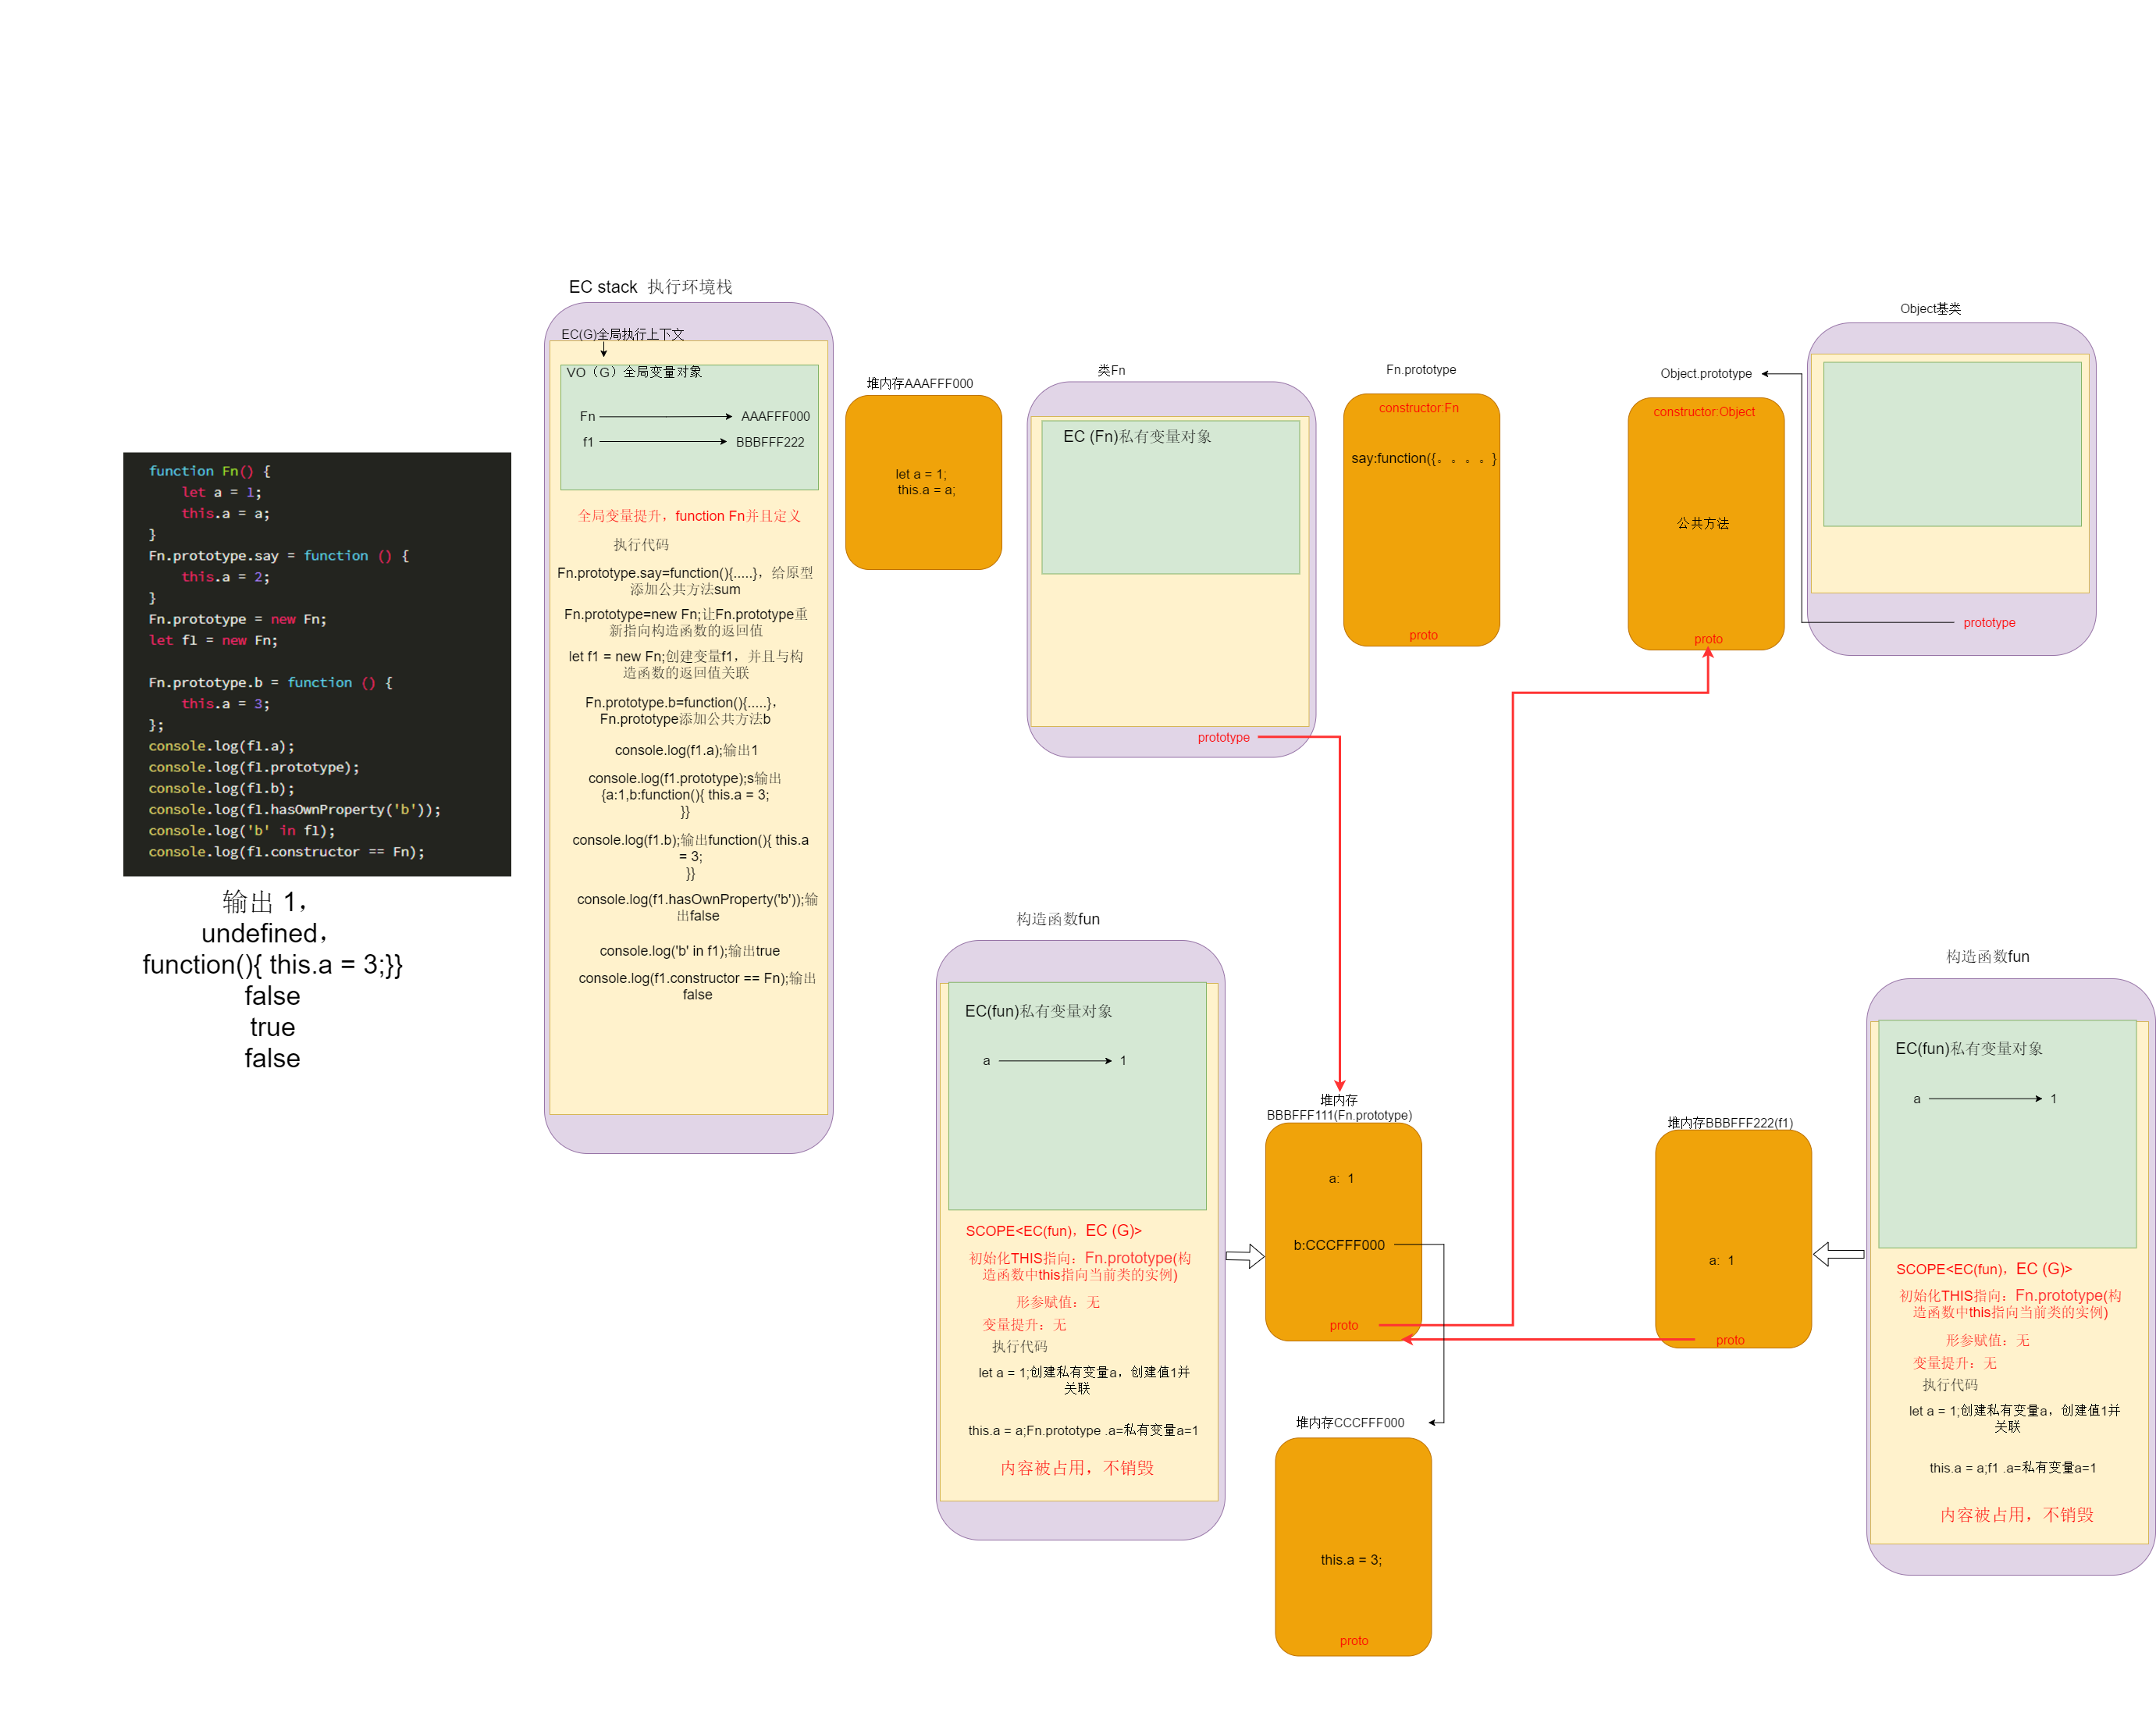 EC stack 执行环境栈
EC(G)全局执行上下文
VO（G）全局变量对象
Fn
AAAFFF000
f1
BBBFFF222
全局变量提升，function Fn并且定义
执行代码
Fn.prototype.say=function(){.....}，给原型
添加公共方法sum
Fn.prototype=new Fn;让Fn.prototype重
新指向构造函数的返回值
let f1 = new Fn;创建变量f1，并且与构
造函数的返回值关联
Fn.prototype.b=function(){.....},
Fn.prototype添加公共方法b
console.log(f1.a);输出1
console.log(f1.prototype);s输出
{a:1,b:function(){ this.a = 3;
}}
console.log(f1.b);输出function(){ this.a
= 3;
}}
console.log(f1.hasOwnProperty('b'));输
出false
console.log('b' in f1);输出true
console.log(f1.constructor == Fn);输出
false
function Fn() {
let a = 1;
this.a = a;
}
Fn.prototype.say = function () {
this.a = 2;
}
Fn.prototype = new Fn;
let f1 = new Fn;
Fn.prototype.b = function () {
this.a = 3;
};
console.log(f1.a);
console.log(f1.prototype);
console.log(f1.b);
console.log(f1.hasOwnProperty('b'));
console.log('b' in f1);
console.log(f1.constructor == Fn);
输出 1，
undefined，
function(){ this.a = 3;}}
false
true
false
堆内存AAAFFF000
let a = 1;
this.a = a;
类Fn
EC (Fn)私有变量对象
prototype
Fn.prototype
constructor:Fn
say:function({。。。。}
proto
Object.prototype
constructor:Object
公共方法
proto
Object基类
prototype
构造函数fun
EC(fun)私有变量对象
a
1
SCOPE<EC(fun)，EC (G)>
初始化THIS指向：Fn.prototype(构
造函数中this指向当前类的实例)
形参赋值：无
变量提升：无
执行代码
let a = 1;创建私有变量a，创建值1并
关联
this.a = a;Fn.prototype .a=私有变量a=1
内容被占用，不销毁
堆内存
BBBFFF111(Fn.prototype)
a: 1
b:CCCFFF000
proto
堆内存CCCFFF000
this.a = 3;
proto
堆内存BBBFFF222(f1)
a: 1
proto
构造函数fun
EC(fun)私有变量对象
a
1
SCOPE<EC(fun)，EC (G)>
初始化THIS指向：Fn.prototype(构
造函数中this指向当前类的实例)
形参赋值：无
变量提升：无
执行代码
let a = 1;创建私有变量a，创建值1并
关联
this.a = a;f1 .a=私有变量a=1
内容被占用，不销毁